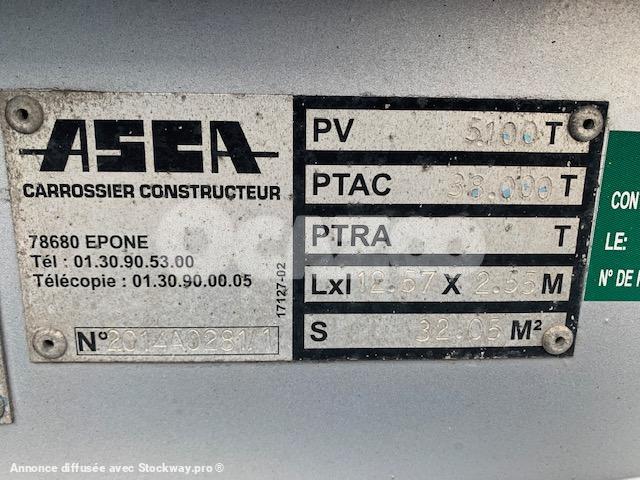 ASCA
CARROSSIER CONSTRUCTEUR
78680 EPONE
Tél : 01.30.90.53.00
Télécopie : 01.30.90.00.05
17127-02
N° 2014A0281/1
PV 5100 T
PTAC 38.000 T
PTRA T
Lxl 12.57 X 2.55 M
S 32.05 M²
CON
LE:
N° DE
Annonce diffusée avec Stockway.pro®